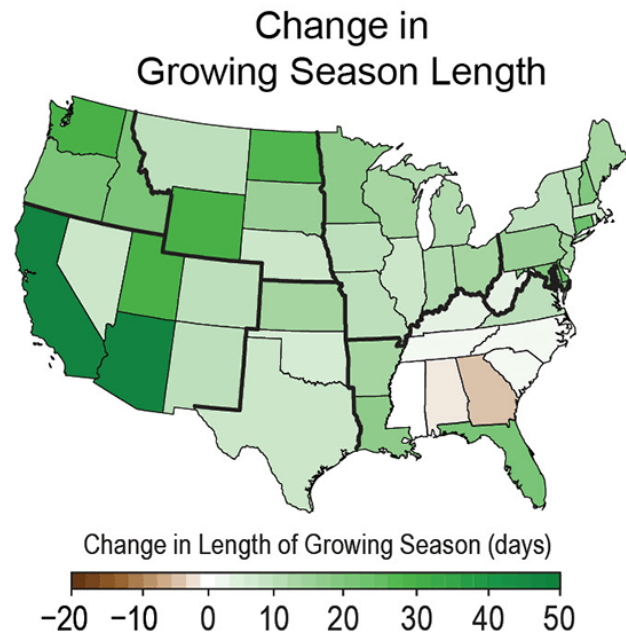 Change in
Growing Season Length
Change in Length of Growing Season (days)
−20 −10 0 10 20 30 40 50